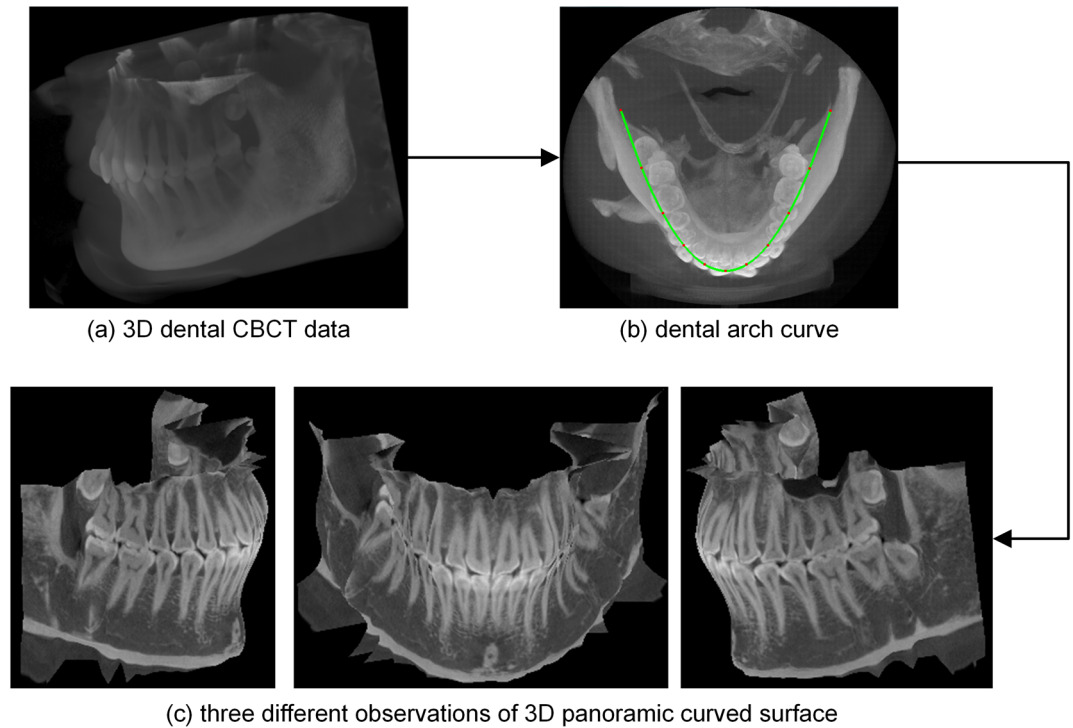 (a) 3D dental CBCT data
(b) dental arch curve
(c) three different observations of 3D panoramic curved surface